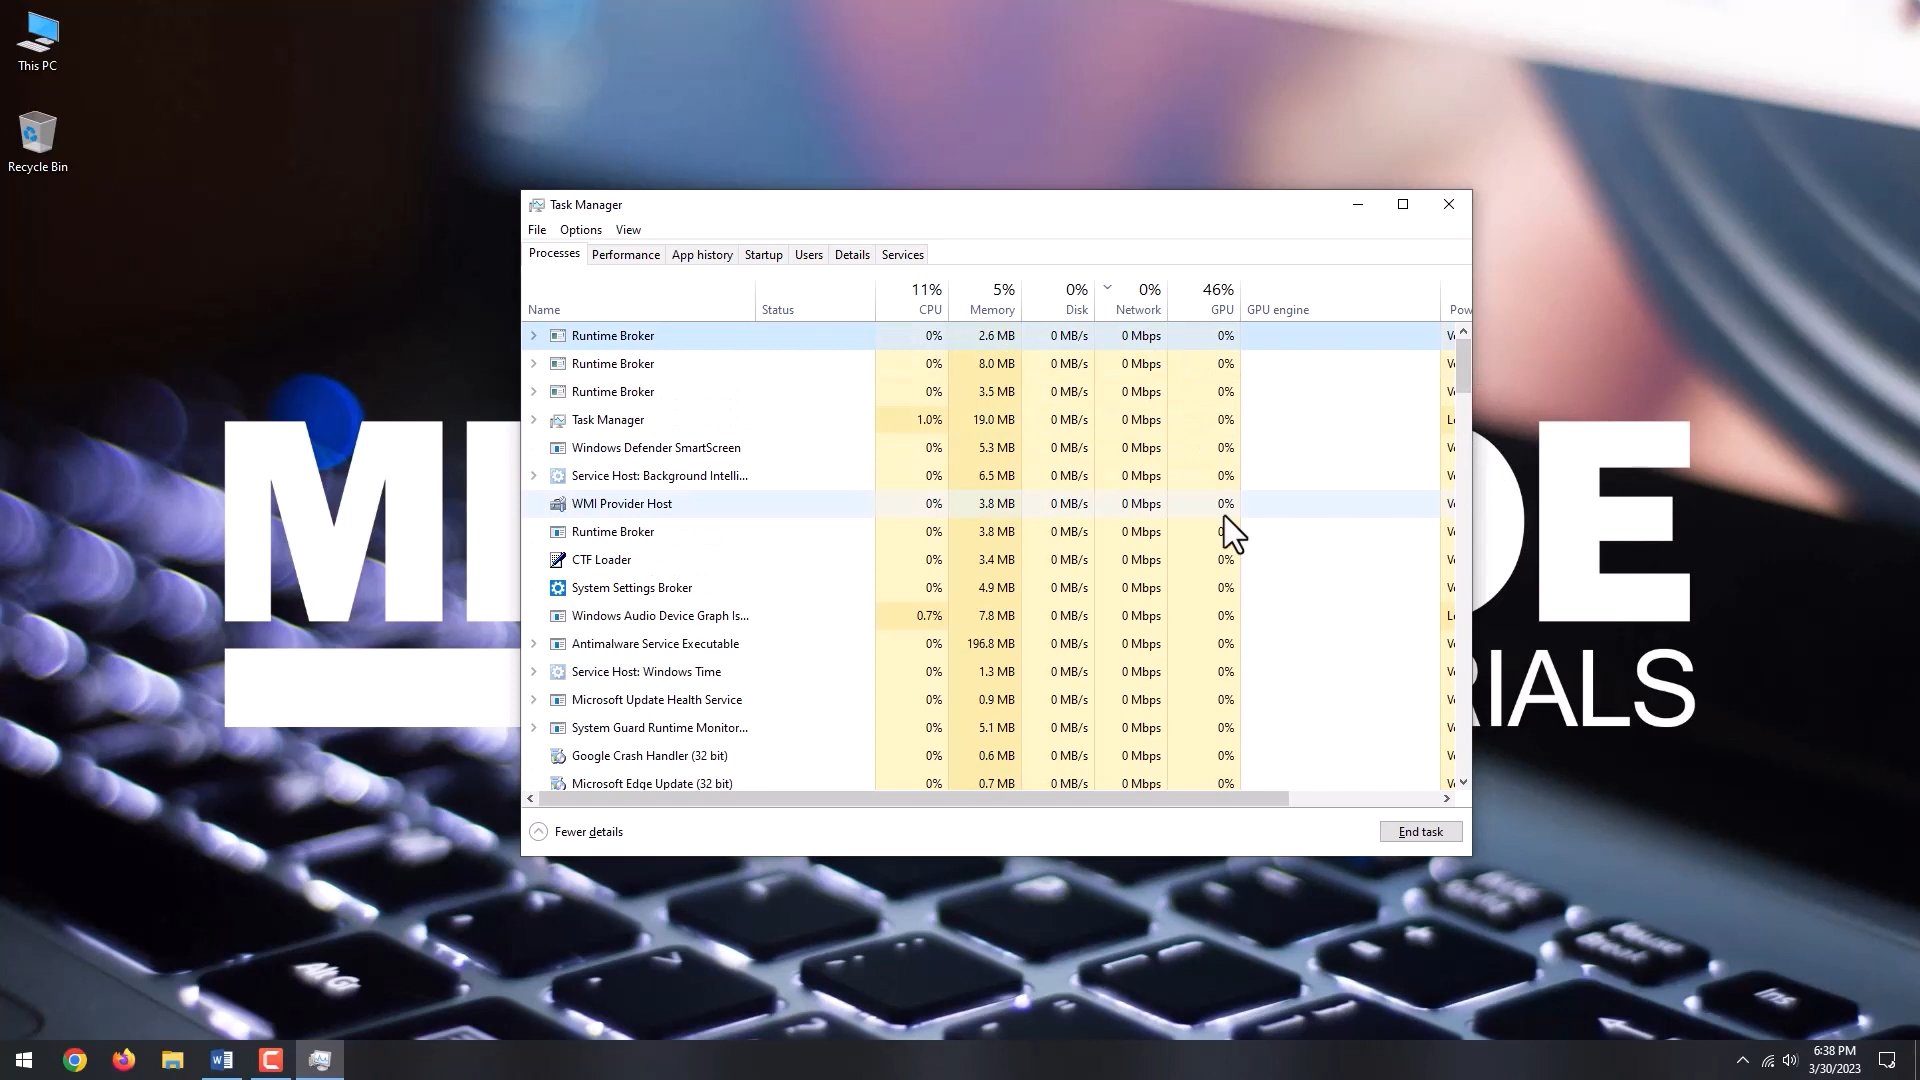 This PC
Recycle Bin
Task Manager
File Options View
Processes Performance App history Startup Users Details Services
11% 5% 0% 0% 46%
Name Status CPU Memory Disk Network GPU GPU engine Pow
Runtime Broker 0% 2.6 MB 0 MB/s 0 Mbps 0%
Runtime Broker 0% 8.0 MB 0 MB/s 0 Mbps 0%
Runtime Broker 0% 3.5 MB 0 MB/s 0 Mbps 0%
Task Manager 1.0% 19.0 MB 0 MB/s 0 Mbps 0%
Windows Defender SmartScreen 0% 5.3 MB 0 MB/s 0 Mbps 0%
Service Host: Background Intelli... 0% 6.5 MB 0 MB/s 0 Mbps 0%
WMI Provider Host 0% 3.8 MB 0 MB/s 0 Mbps 0%
Runtime Broker 0% 3.8 MB 0 MB/s 0 Mbps
CTF Loader 0% 3.4 MB 0 MB/s 0 Mbps 0%
System Settings Broker 0% 4.9 MB 0 MB/s 0 Mbps 0%
Windows Audio Device Graph Is... 0.7% 7.8 MB 0 MB/s 0 Mbps 0%
Antimalware Service Executable 0% 196.8 MB 0 MB/s 0 Mbps 0%
Service Host: Windows Time 0% 1.3 MB 0 MB/s 0 Mbps 0%
Microsoft Update Health Service 0% 0.9 MB 0 MB/s 0 Mbps 0%
System Guard Runtime Monitor... 0% 5.1 MB 0 MB/s 0 Mbps 0%
Google Crash Handler (32 bit) 0% 0.6 MB 0 MB/s 0 Mbps 0%
Microsoft Edge Update (32 bit) 0% 0.7 MB 0 MB/s 0 Mbps 0%
Fewer details
End task
Alt Gr
Pause
Break
Ins
6:38 PM
3/30/2023